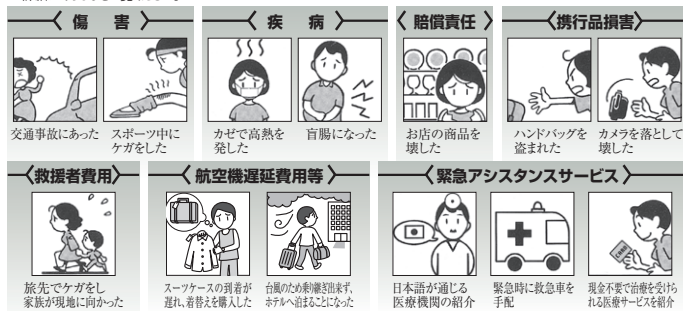 傷 害
疾 病
賠償責任
携行品損害
交通事故にあった
スポーツ中に
ケガをした
カゼで高熱を
発した
盲腸になった
お店の商品を
壊した
ハンドバッグを
盗まれた
カメラを落として
壊した
救援者費用
航空機遅延費用等
緊急アシスタンスサービス
旅先でケガをし
家族が現地に向かった
スーツケースの到着が
遅れ、着替えを購入した
台風のため乗り継ぎ出来ず、
ホテルへ泊まることになった
日本語が通じる
医療機関の紹介
緊急時に救急車を
手配
現金不要で治療を受けら
れる医療サービスを紹介